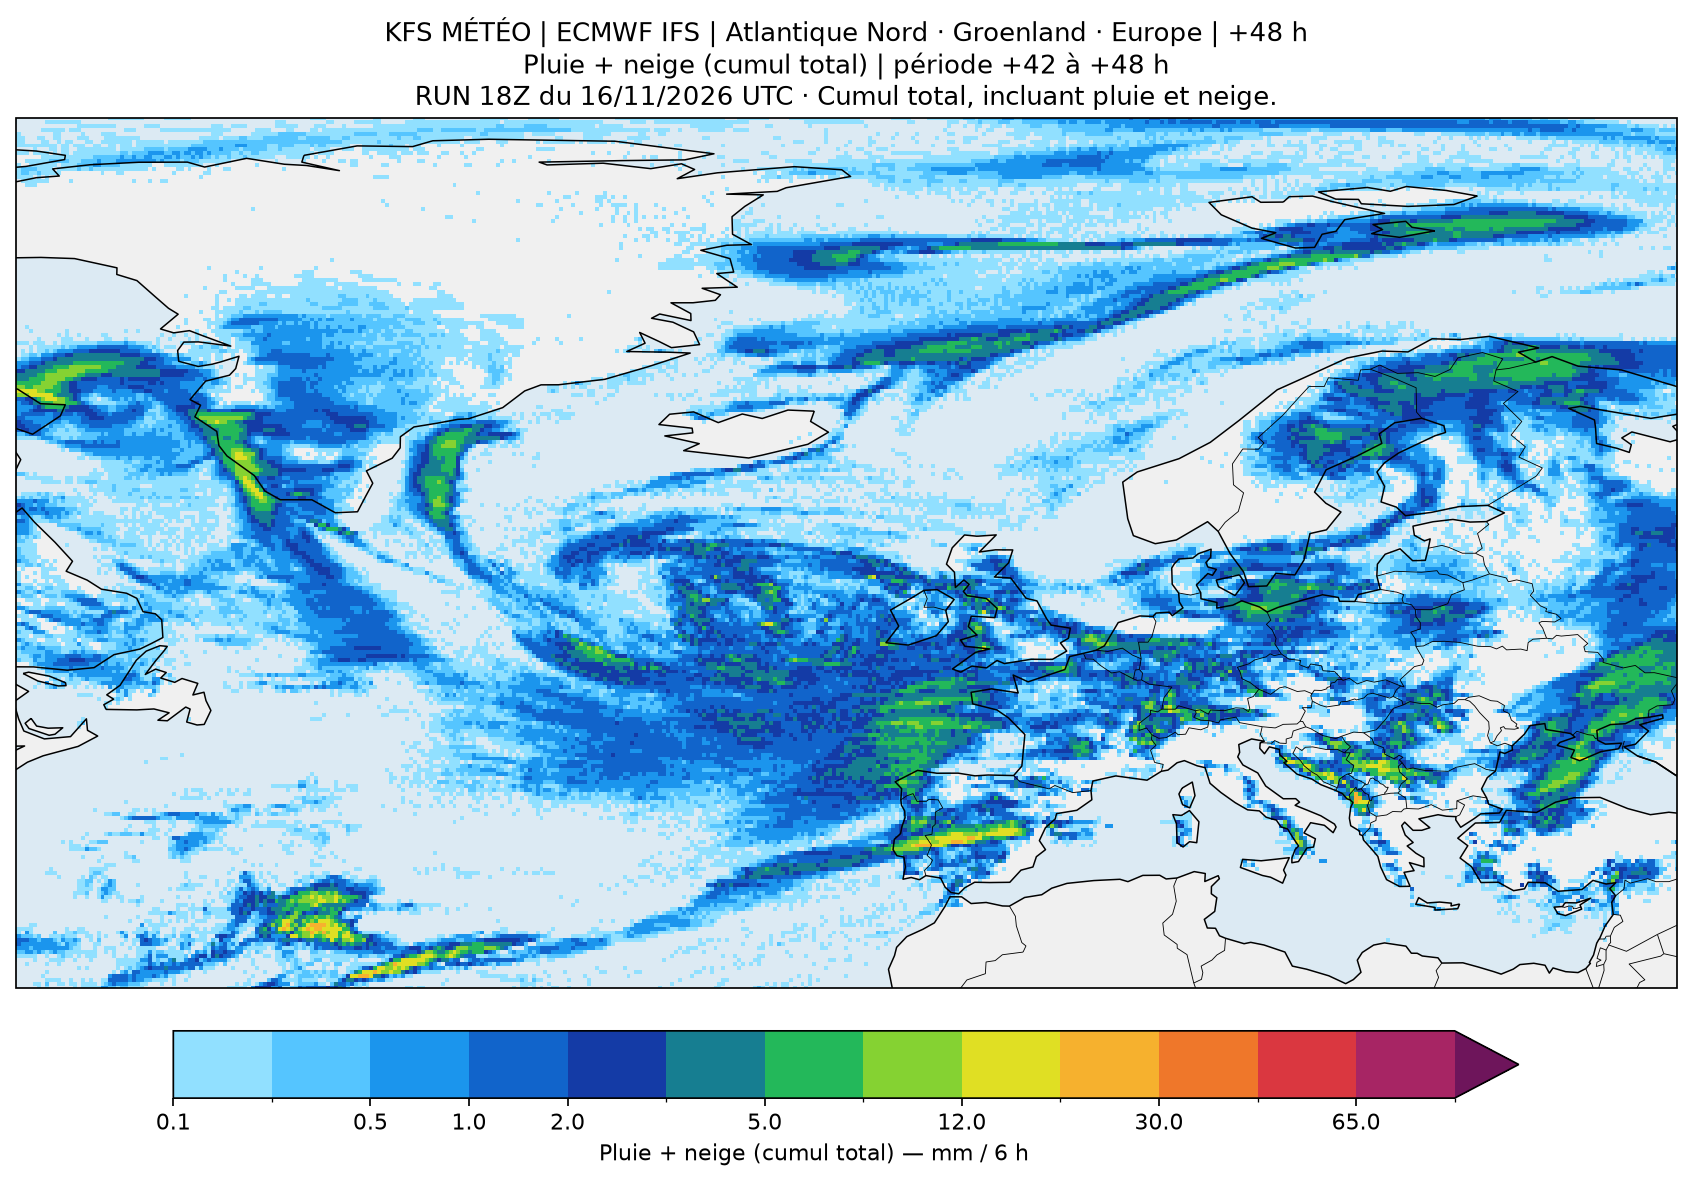 KFS MÉTÉO | ECMWF IFS | Atlantique Nord · Groenland · Europe | +48 h
Pluie + neige (cumul total) | période +42 à +48 h
RUN 18Z du 16/11/2026 UTC · Cumul total, incluant pluie et neige.
0.1 0.5 1.0 2.0 5.0 12.0 30.0 65.0
Pluie + neige (cumul total) — mm / 6 h